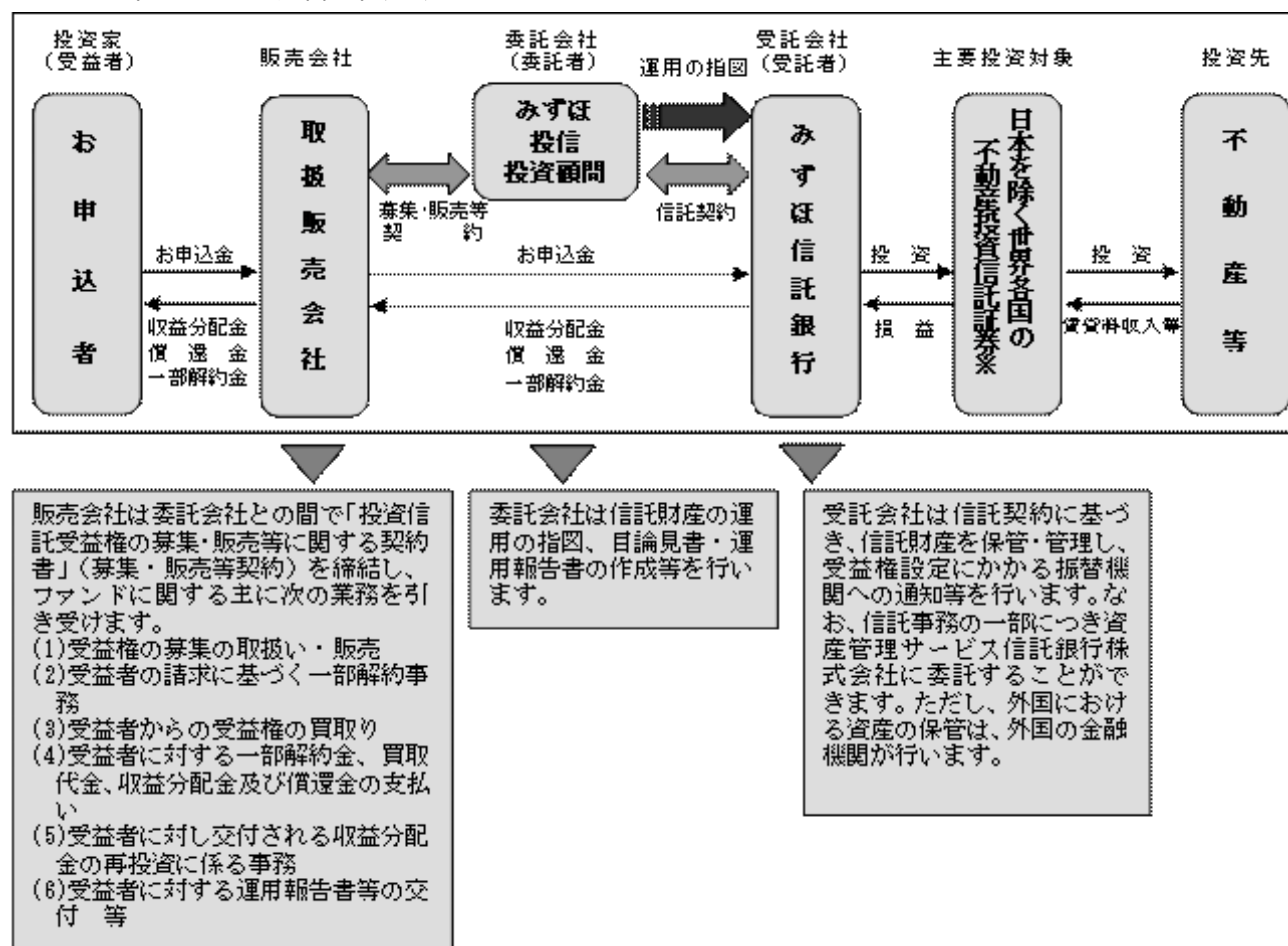 投資家
(受益者)
販売会社
委託会社
(委託者)
運用の指図
受託会社
(受託者)
主要投資対象
投資先
お申込者
取扱販売会社
みずほ
投信
投資顧問
みずほ信託銀行
日本を除く世界各国の
不動産投資信託証券※
不動産等
募集・販売等
契 約
信託契約
お申込金
お申込金
投 資
投 資
収益分配金
償 還 金
一部解約金
収益分配金
償 還 金
一部解約金
損 益
賃貸料収入等
販売会社は委託会社との間で「投資信
託受益権の募集・販売等に関する契約
書」(募集・販売等契約)を締結し、
ファンドに関する主に次の業務を引
き受けます。
(1)受益権の募集の取扱い・販売
(2)受益者の請求に基づく一部解約事
務
(3)受益者からの受益権の買取り
(4)受益者に対する一部解約金、買取
代金、収益分配金及び償還金の支払
い
(5)受益者に対し交付される収益分配
金の再投資に係る事務
(6)受益者に対する運用報告書等の交
付 等
委託会社は信託財産の運
用の指図、目論見書・運
用報告書の作成等を行い
ます。
受託会社は信託契約に基づ
き、信託財産を保管・管理し、
受益権設定にかかる振替機
関への通知等を行います。な
お、信託事務の一部につき資
産管理サービス信託銀行株
式会社に委託することがで
きます。ただし、外国におけ
る資産の保管は、外国の金融
機関が行います。